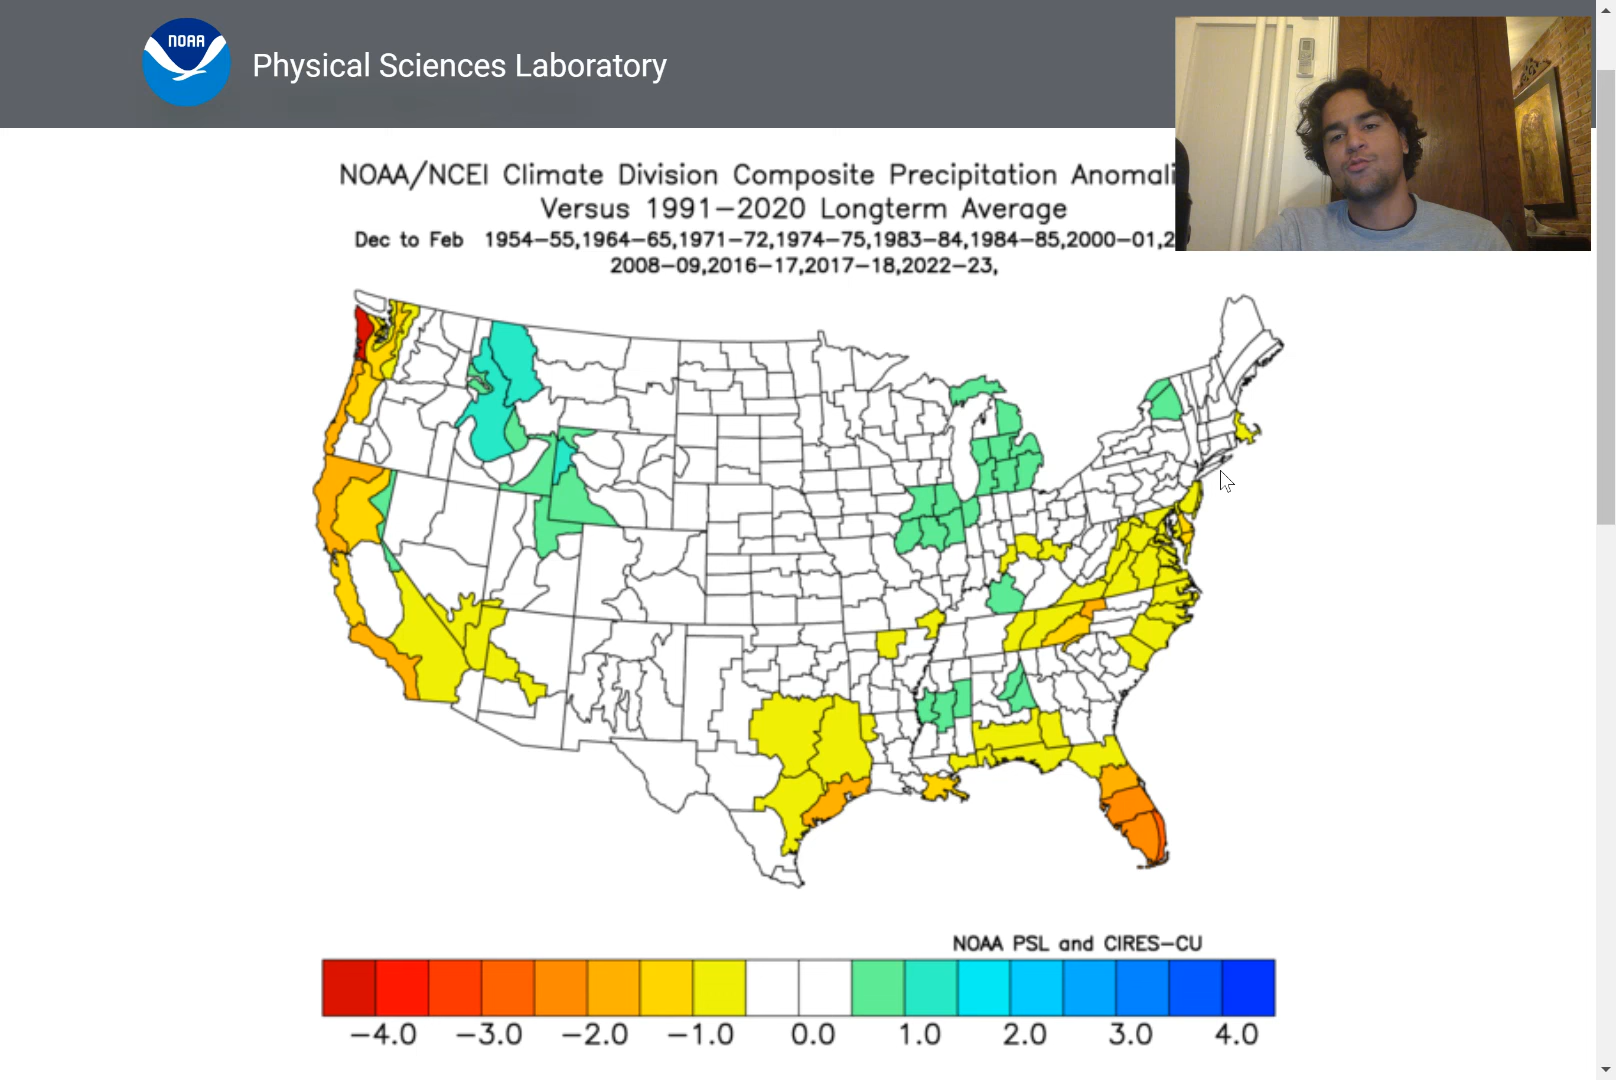 NOAA
Physical Sciences Laboratory
NOAA/NCEI Climate Division Composite Precipitation Anomali
Versus 1991-2020 Longterm Average
Dec to Feb 1954-55,1964-65,1971-72,1974-75,1983-84,1984-85,2000-01,2
2008-09,2016-17,2017-18,2022-23,
NOAA PSL and CIRES-CU
-4.0 -3.0 -2.0 -1.0 0.0 1.0 2.0 3.0 4.0